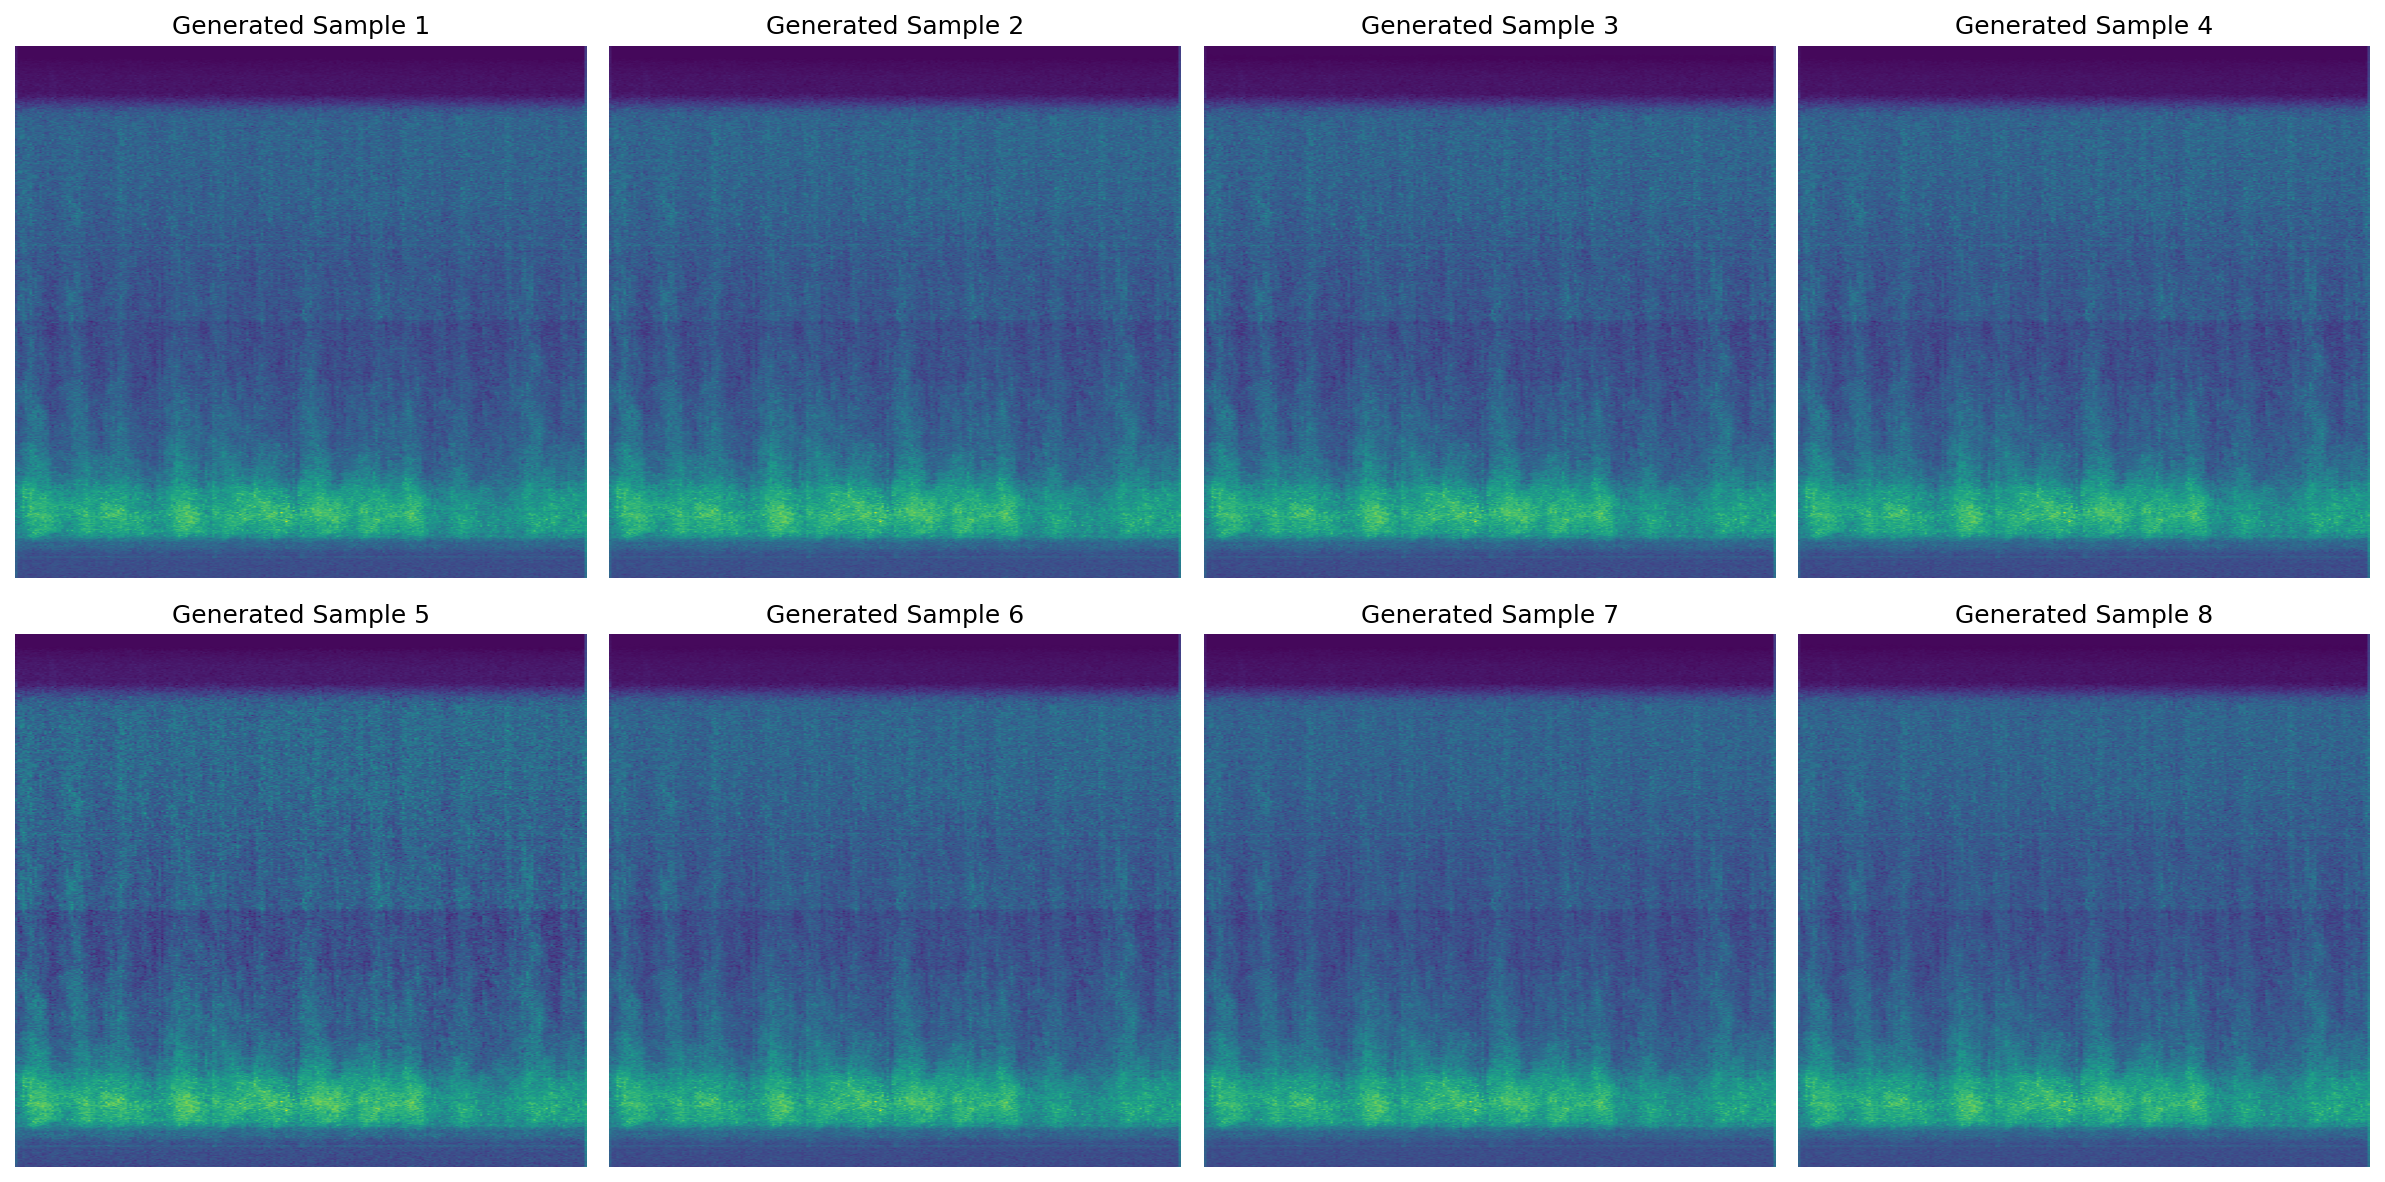 Generated Sample 1
Generated Sample 2
Generated Sample 3
Generated Sample 4
Generated Sample 5
Generated Sample 6
Generated Sample 7
Generated Sample 8